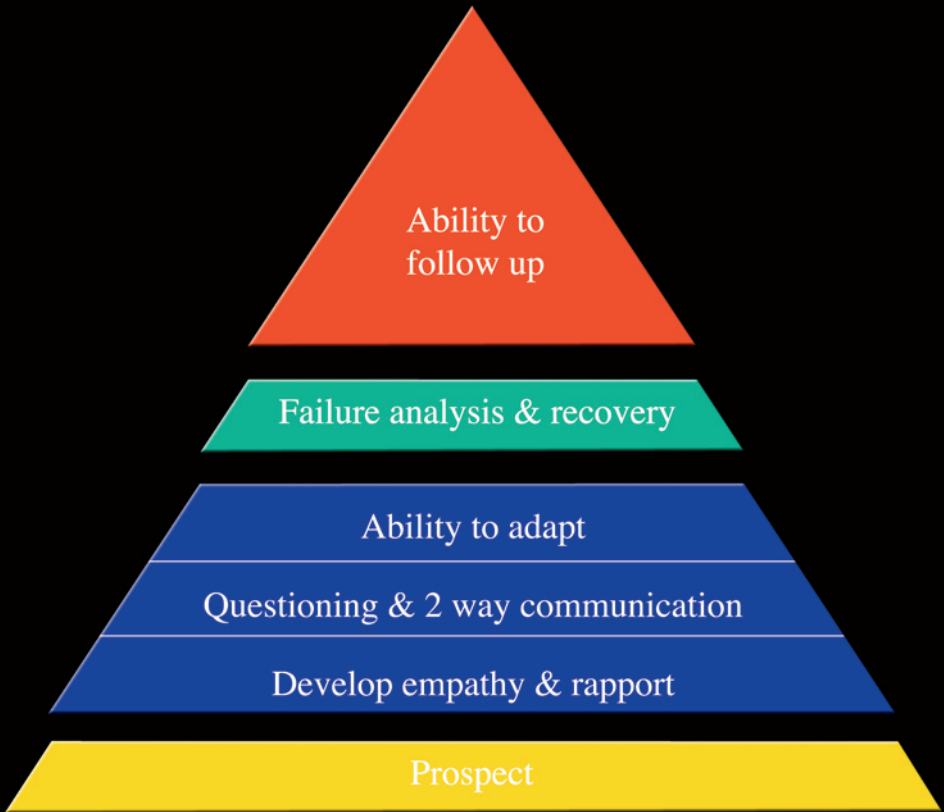 Ability to
follow up
Failure analysis & recovery
Ability to adapt
Questioning & 2 way communication
Develop empathy & rapport
Prospect